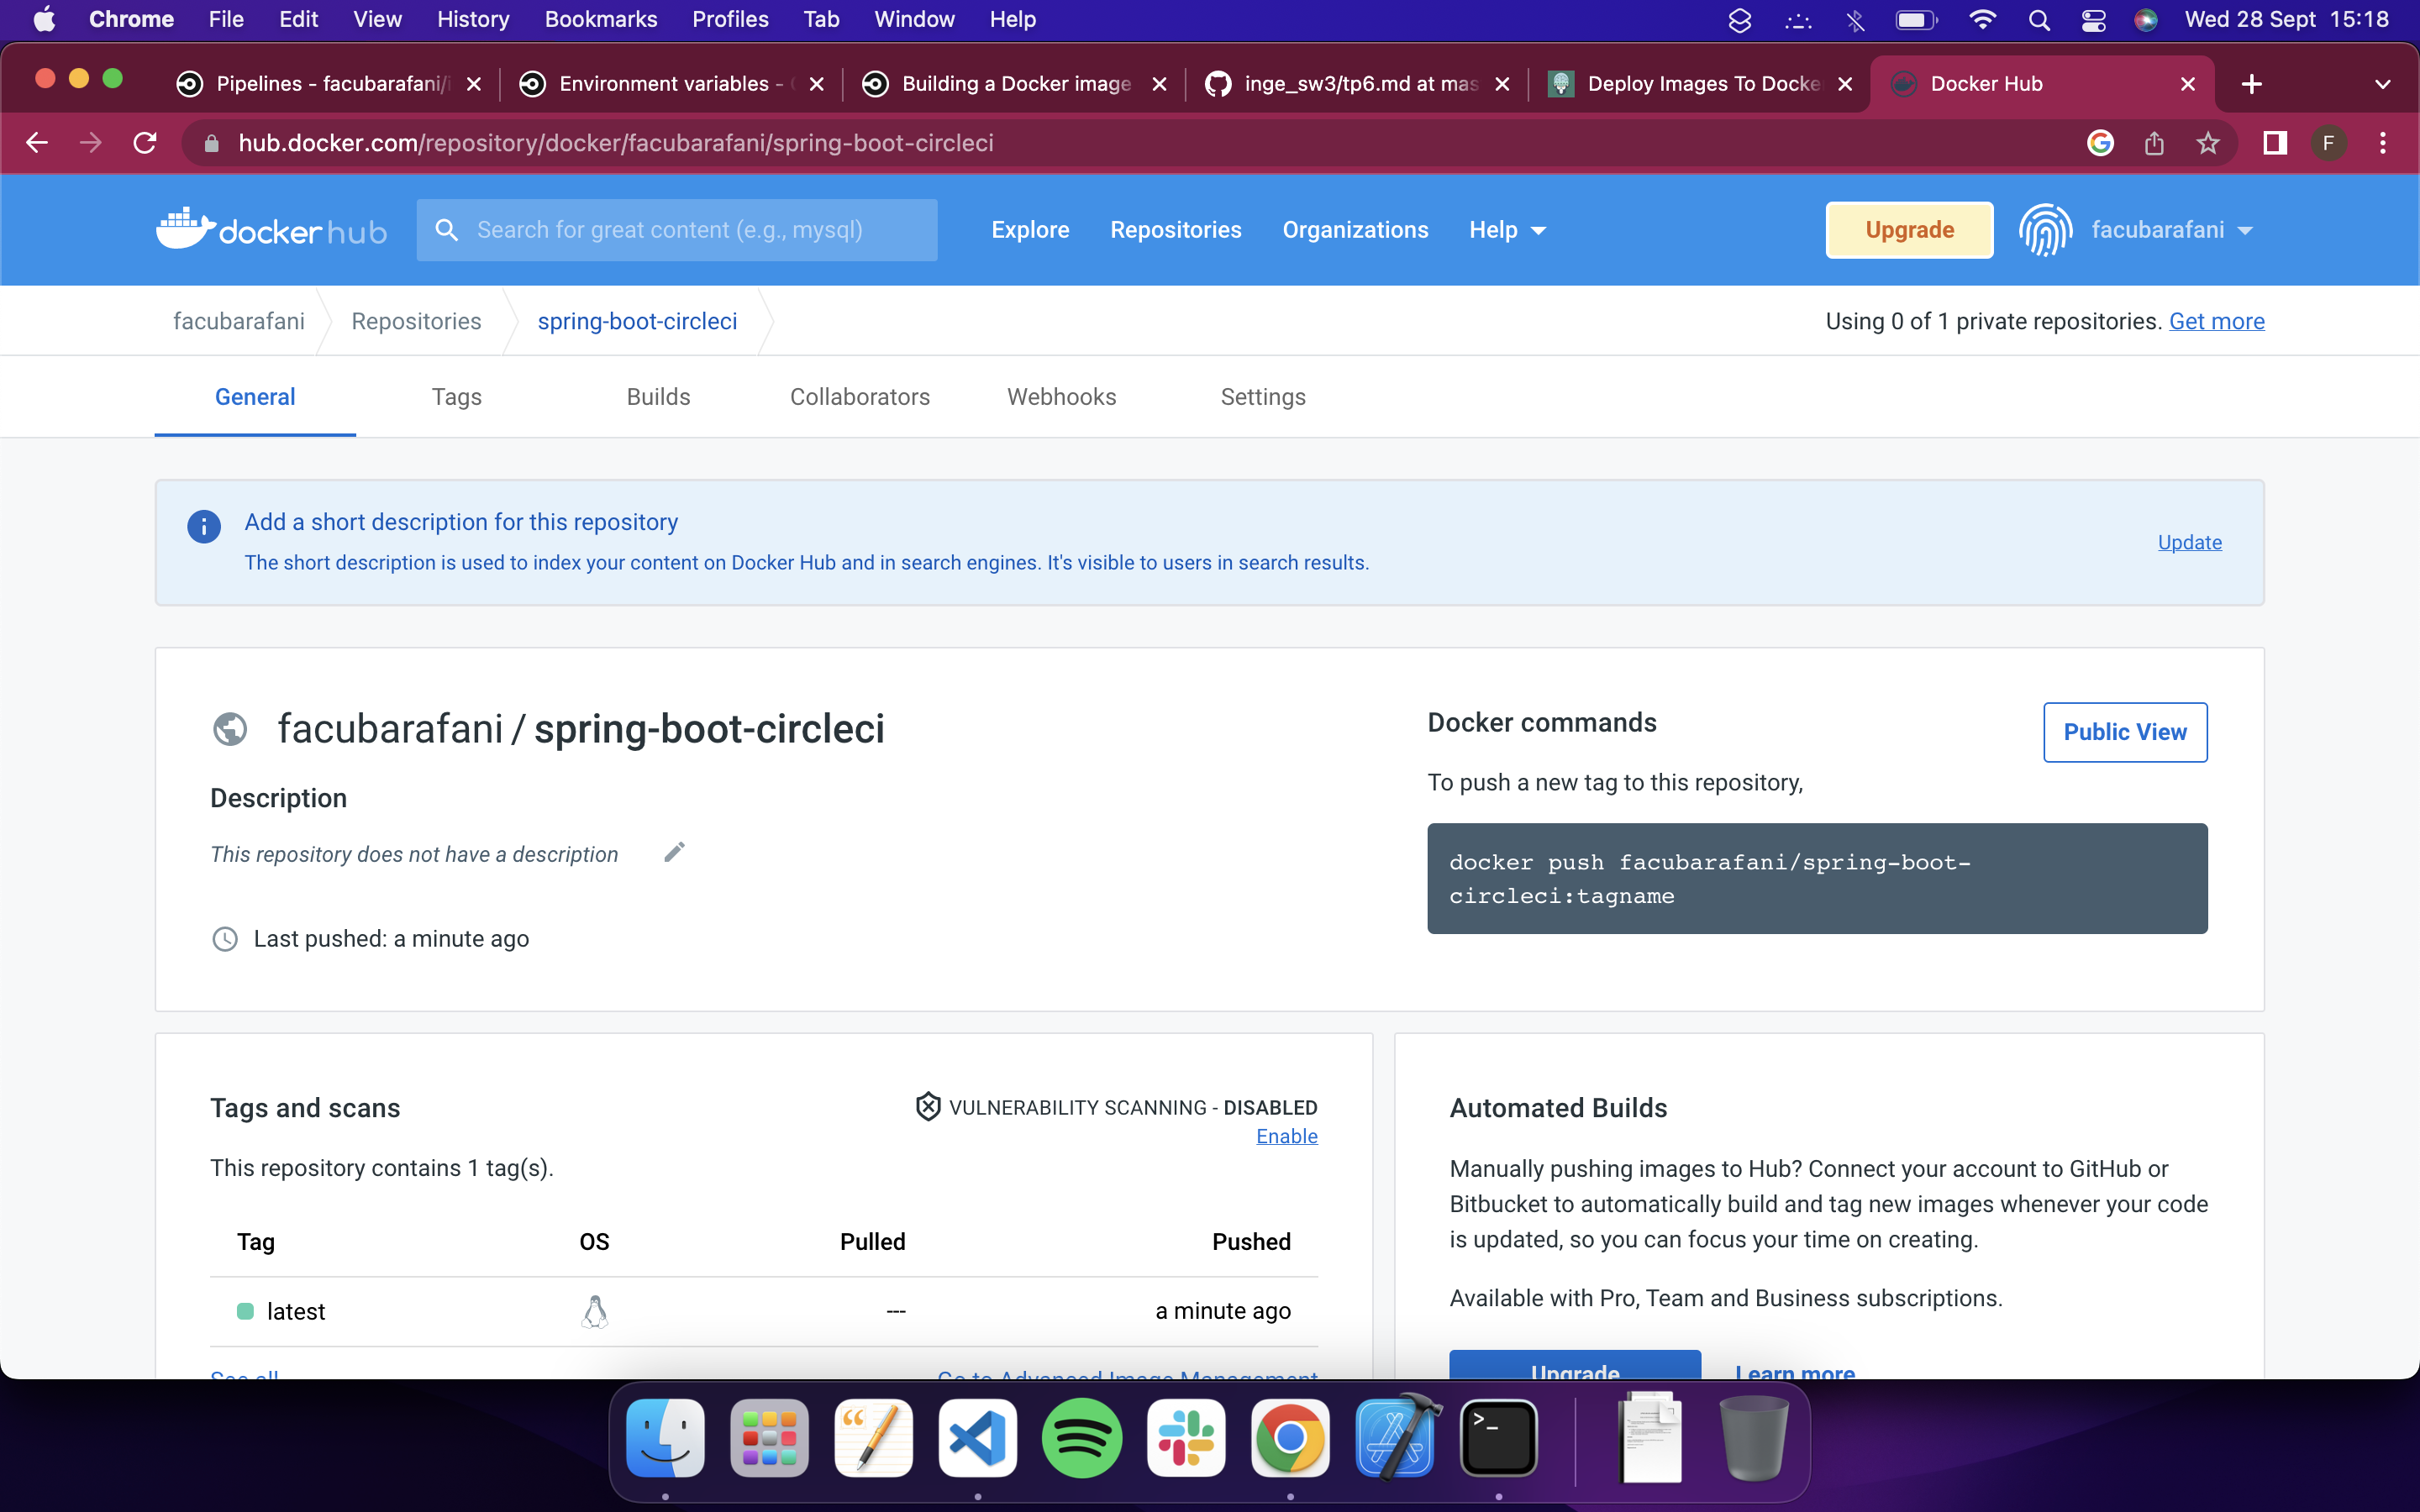 Chrome File Edit View History Bookmarks Profiles Tab Window Help Wed 28 Sept 15:18
Pipelines - facubarafani/i Environment variables - Building a Docker image inge_sw3/tp6.md at mas Deploy Images To Docke Docker Hub
hub.docker.com/repository/docker/facubarafani/spring-boot-circleci F
docker hub Search for great content (e.g., mysql) Explore Repositories Organizations Help Upgrade facubarafani
facubarafani Repositories spring-boot-circleci Using 0 of 1 private repositories. Get more
General Tags Builds Collaborators Webhooks Settings
Add a short description for this repository
The short description is used to index your content on Docker Hub and in search engines. It's visible to users in search results.
Update
facubarafani / spring-boot-circleci
Description
This repository does not have a description
Last pushed: a minute ago
Docker commands
Public View
To push a new tag to this repository,
docker push facubarafani/spring-boot-
circleci:tagname
Tags and scans
VULNERABILITY SCANNING - DISABLED
Enable
This repository contains 1 tag(s).
Tag OS Pulled Pushed
latest --- a minute ago
See all Go to Advanced Image Management
Automated Builds
Manually pushing images to Hub? Connect your account to GitHub or
Bitbucket to automatically build and tag new images whenever your code
is updated, so you can focus your time on creating.
Available with Pro, Team and Business subscriptions.
Upgrade Learn more